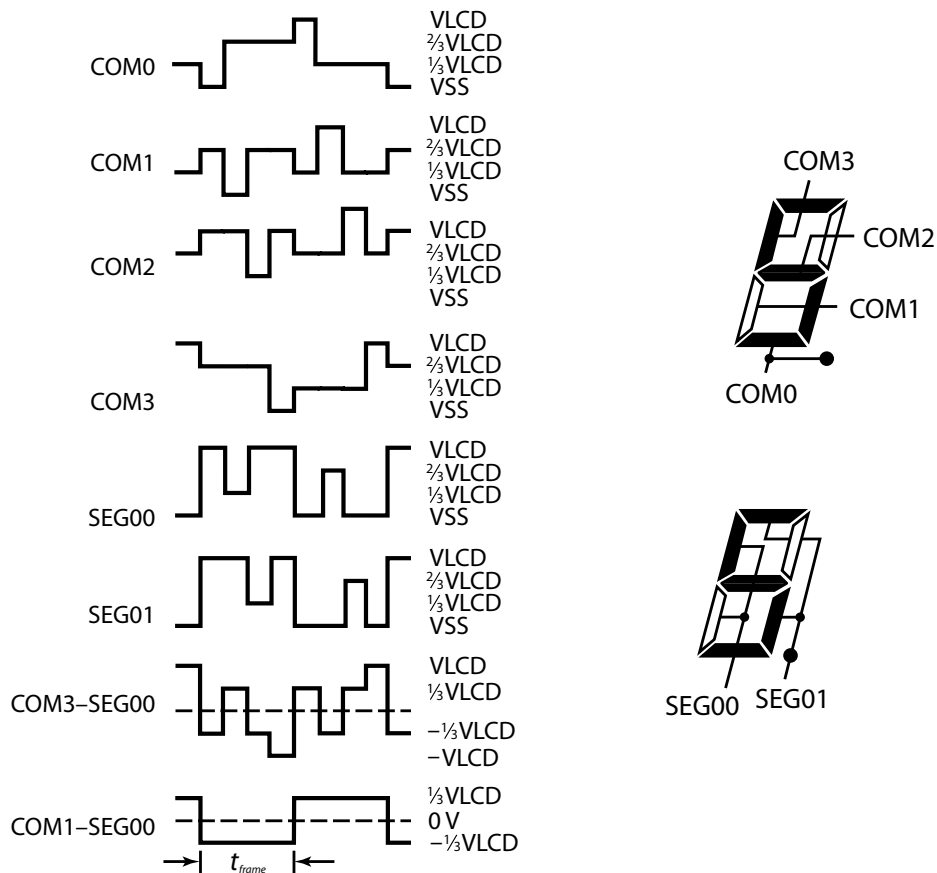 COM0
VLCD
⅔VLCD
⅓VLCD
VSS
COM1
VLCD
⅔VLCD
⅓VLCD
VSS
COM2
VLCD
⅔VLCD
⅓VLCD
VSS
COM3
VLCD
⅔VLCD
⅓VLCD
VSS
SEG00
VLCD
⅔VLCD
⅓VLCD
VSS
SEG01
VLCD
⅔VLCD
⅓VLCD
VSS
COM3–SEG00
VLCD
⅓VLCD
–⅓VLCD
–VLCD
COM1–SEG00
⅓VLCD
0 V
–⅓VLCD
tframe
COM3
COM2
COM1
COM0
SEG00 SEG01